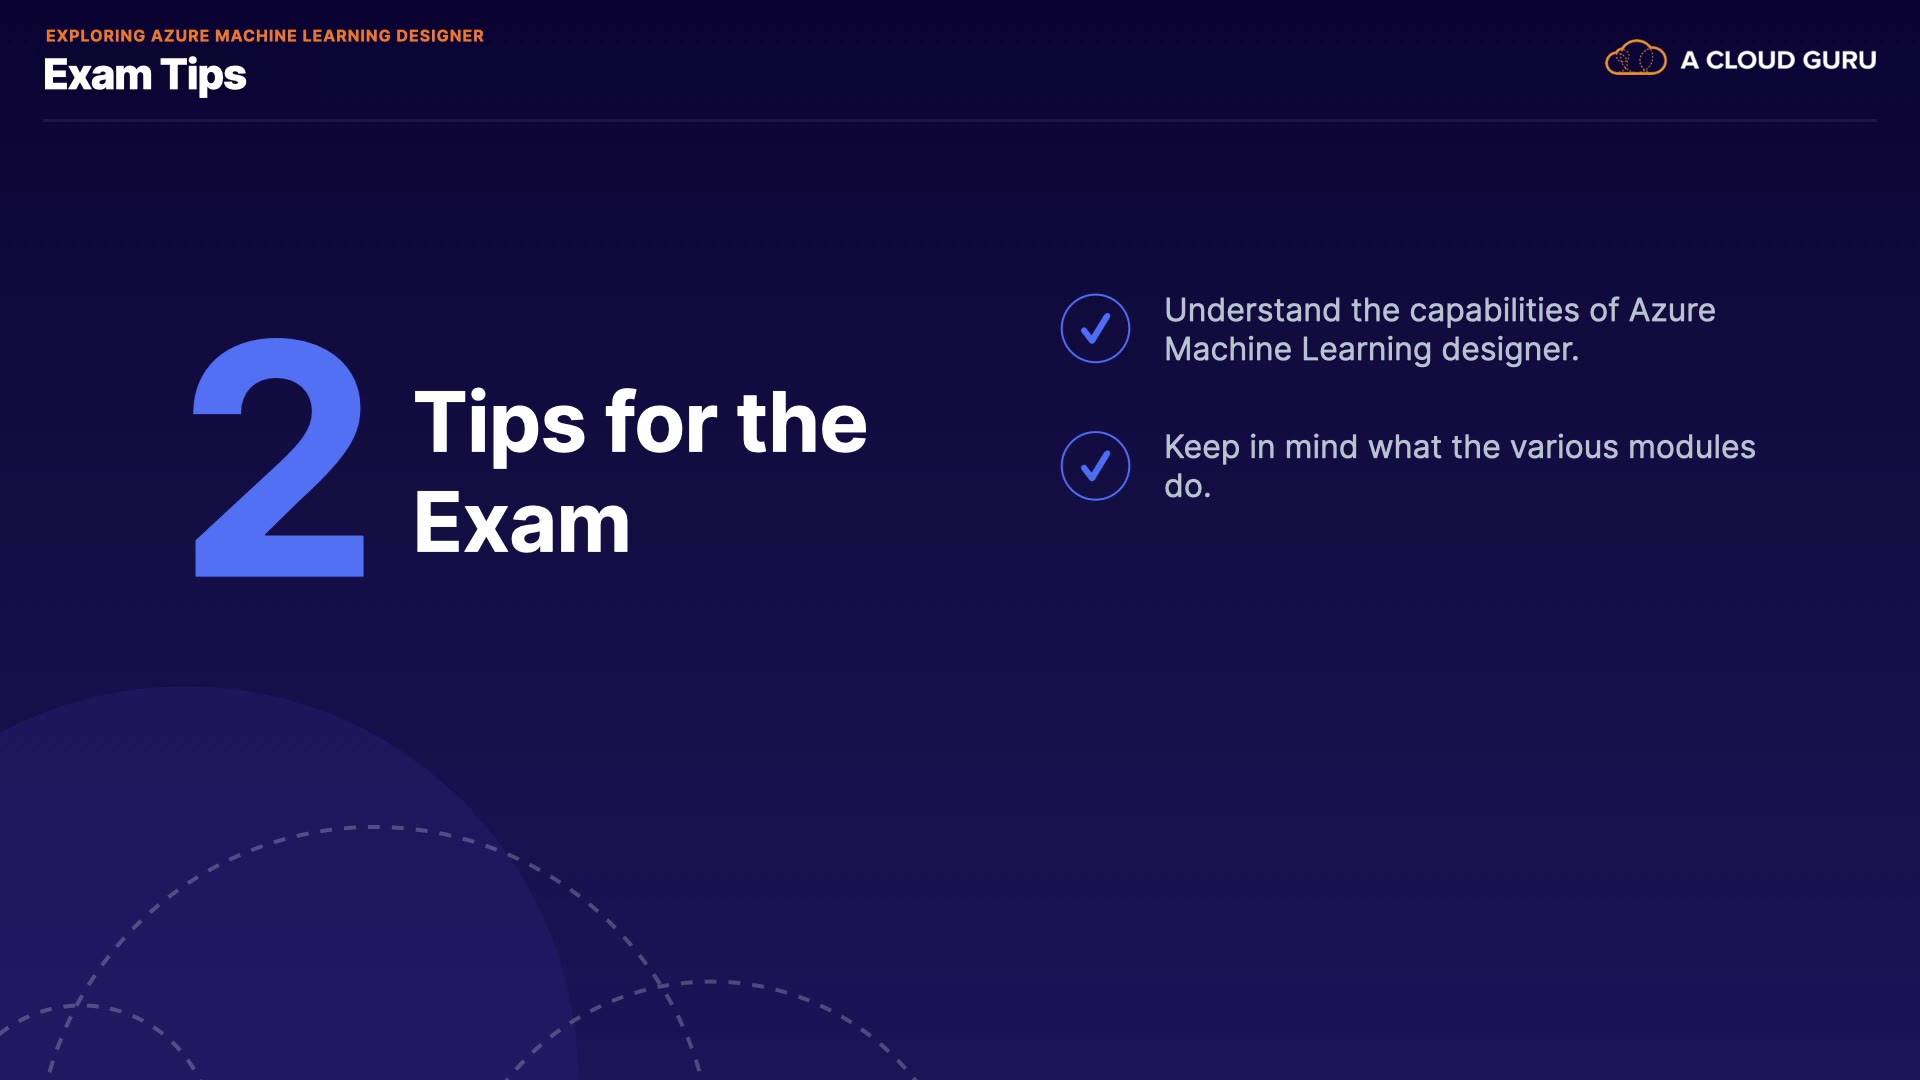 EXPLORING AZURE MACHINE LEARNING DESIGNER
Exam Tips
A CLOUD GURU
2
Tips for the
Exam
Understand the capabilities of Azure
Machine Learning designer.
Keep in mind what the various modules
do.